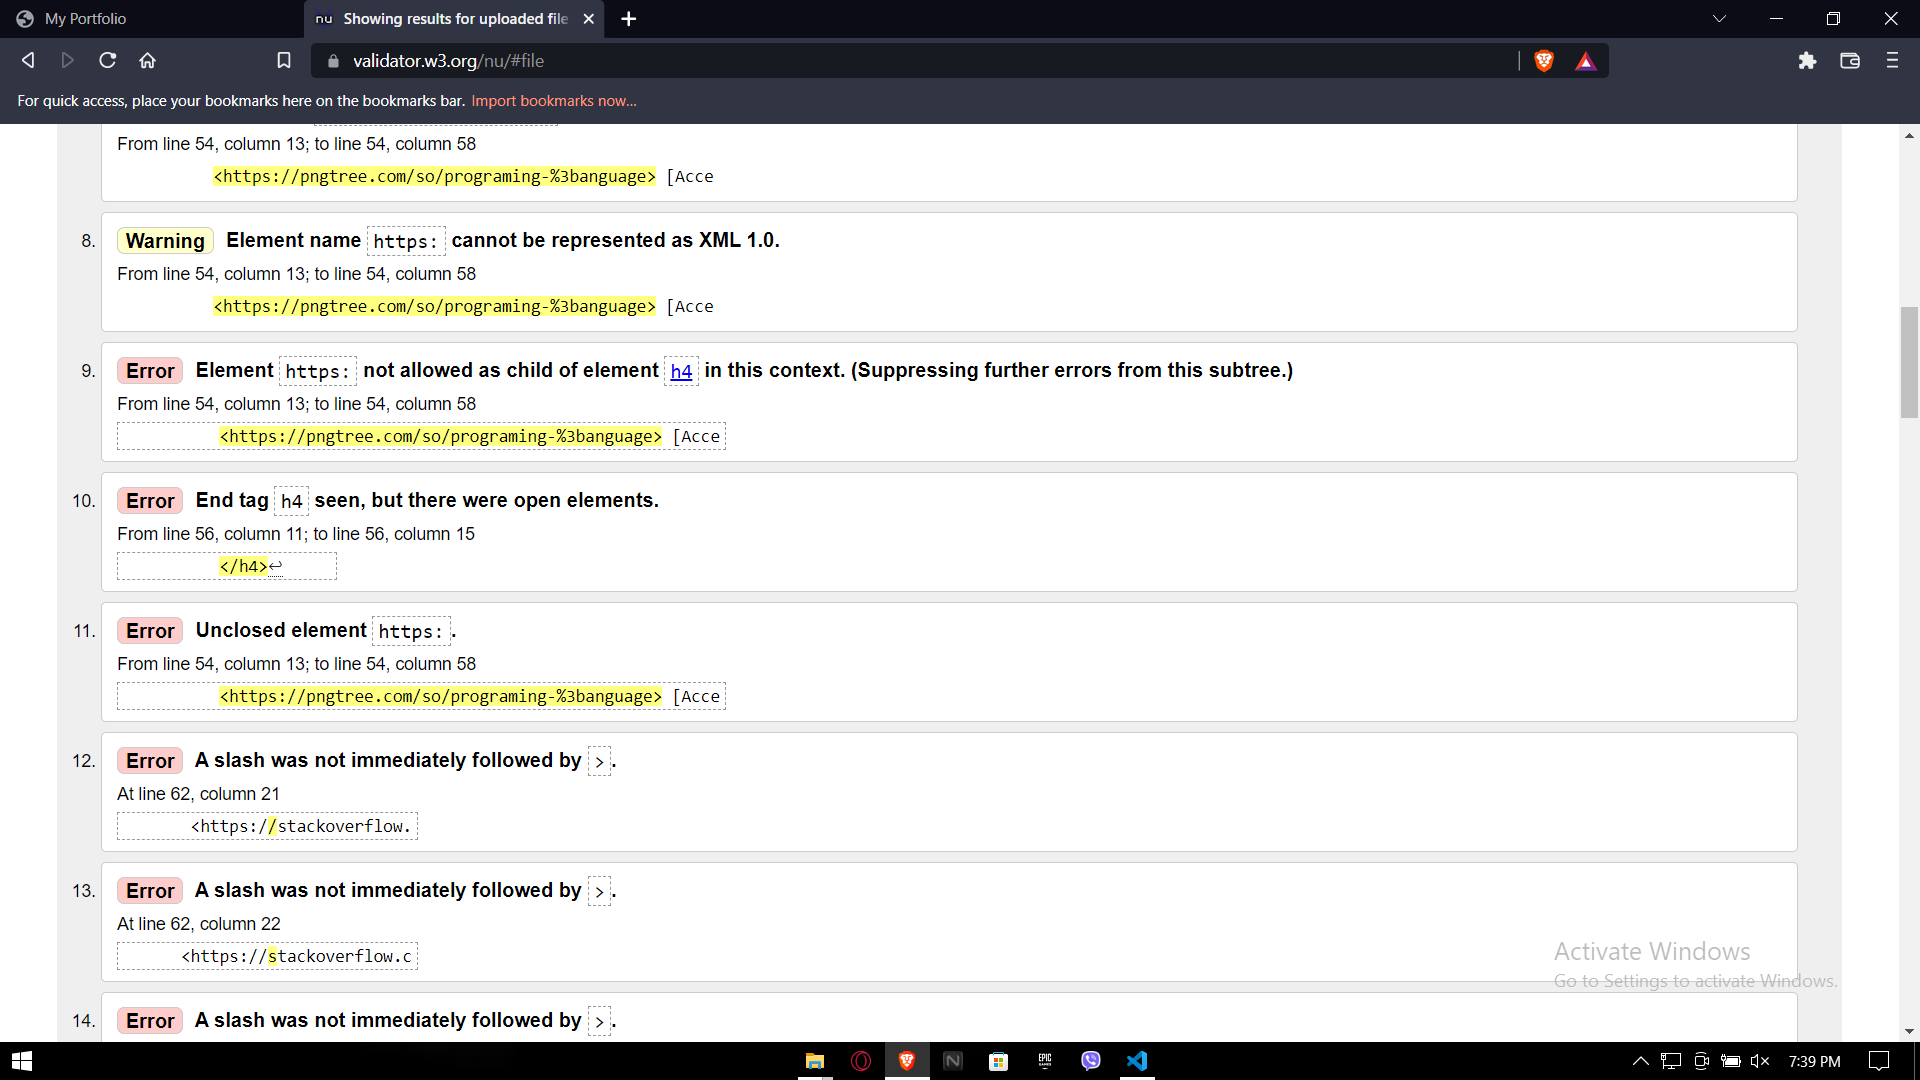 My Portfolio
nu Showing results for uploaded file
validator.w3.org/nu/#file
For quick access, place your bookmarks here on the bookmarks bar. Import bookmarks now...
From line 54, column 13; to line 54, column 58
<https://pngtree.com/so/programing-%3banguage> [Acce
8. Warning Element name https: cannot be represented as XML 1.0.
From line 54, column 13; to line 54, column 58
<https://pngtree.com/so/programing-%3banguage> [Acce
9. Error Element https: not allowed as child of element h4 in this context. (Suppressing further errors from this subtree.)
From line 54, column 13; to line 54, column 58
<https://pngtree.com/so/programing-%3banguage> [Acce
10. Error End tag h4 seen, but there were open elements.
From line 56, column 11; to line 56, column 15
</h4>↩
11. Error Unclosed element https: .
From line 54, column 13; to line 54, column 58
<https://pngtree.com/so/programing-%3banguage> [Acce
12. Error A slash was not immediately followed by >.
At line 62, column 21
<https://stackoverflow.
13. Error A slash was not immediately followed by >.
At line 62, column 22
<https://stackoverflow.c
Activate Windows
Go to Settings to activate Windows.
14. Error A slash was not immediately followed by >.
N
EPIC
GAMES
7:39 PM